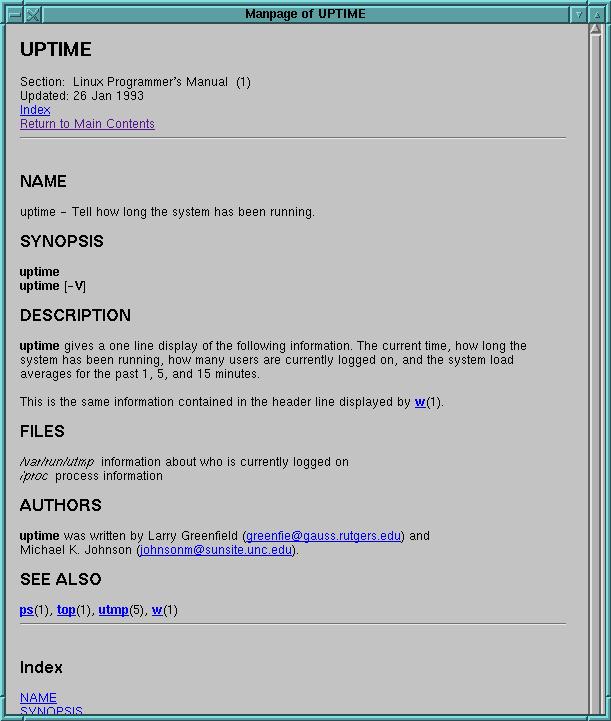 Manpage of UPTIME
UPTIME
Section: Linux Programmer's Manual (1)
Updated: 26 Jan 1993
Index
Return to Main Contents
NAME
uptime - Tell how long the system has been running.
SYNOPSIS
uptime
uptime [-V]
DESCRIPTION
uptime gives a one line display of the following information. The current time, how long the
system has been running, how many users are currently logged on, and the system load
averages for the past 1, 5, and 15 minutes.
This is the same information contained in the header line displayed by w(1).
FILES
/var/run/utmp information about who is currently logged on
/proc process information
AUTHORS
uptime was written by Larry Greenfield (greenfie@gauss.rutgers.edu) and
Michael K. Johnson (johnsonm@sunsite.unc.edu).
SEE ALSO
ps(1), top(1), utmp(5), w(1)
Index
NAME
SYNOPSIS